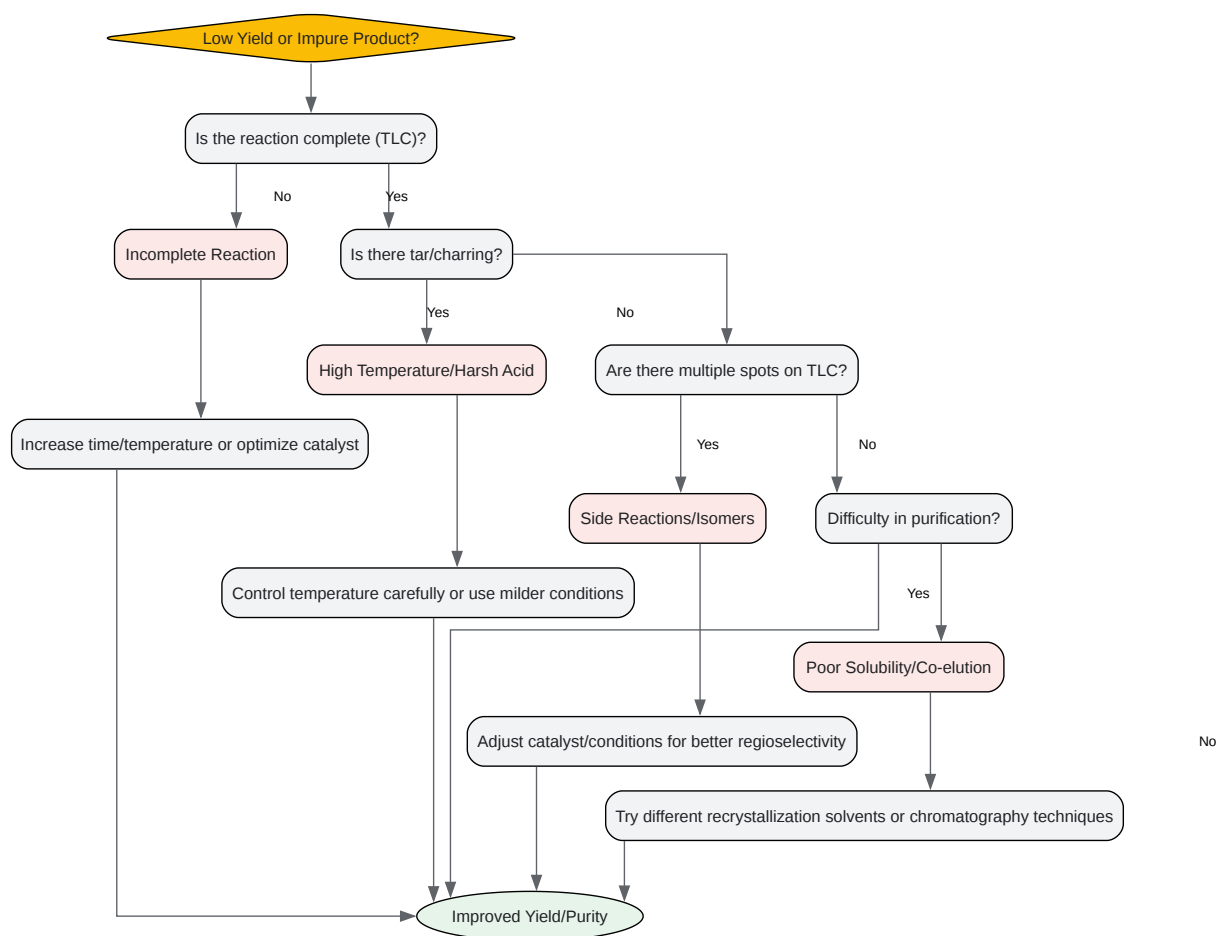 Low Yield or Impure Product?
Is the reaction complete (TLC)?
No
Yes
Incomplete Reaction
Is there tar/charring?
Yes
No
High Temperature/Harsh Acid
Are there multiple spots on TLC?
Increase time/temperature or optimize catalyst
Yes
No
Side Reactions/Isomers
Difficulty in purification?
Control temperature carefully or use milder conditions
Yes
Poor Solubility/Co-elution
Adjust catalyst/conditions for better regioselectivity
No
Try different recrystallization solvents or chromatography techniques
Improved Yield/Purity